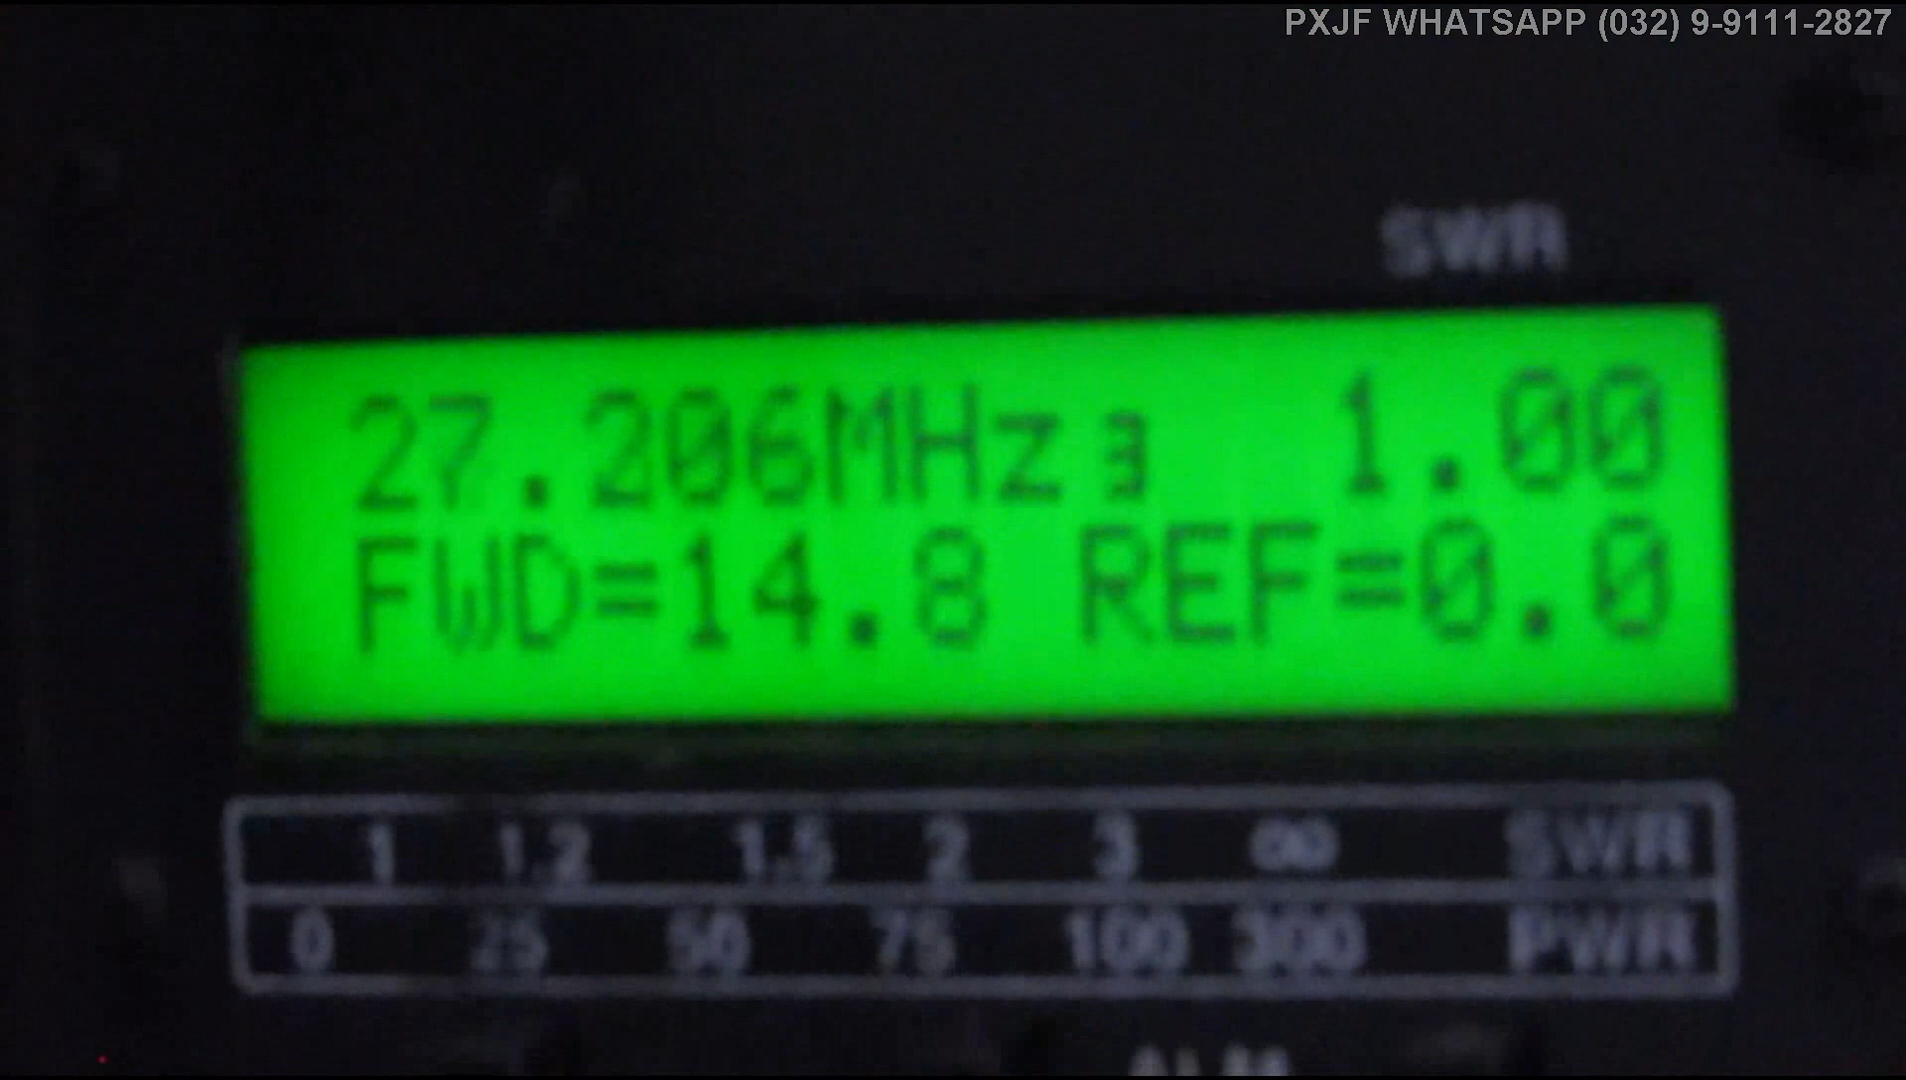 PXJF WHATSAPP (032) 9-9111-2827
SWR
27.206MHz 3 1.00
FWD=14.8 REF=0.0
1 1.2 1.5 2 3 ∞ SWR
0 25 50 75 100 300 PWR